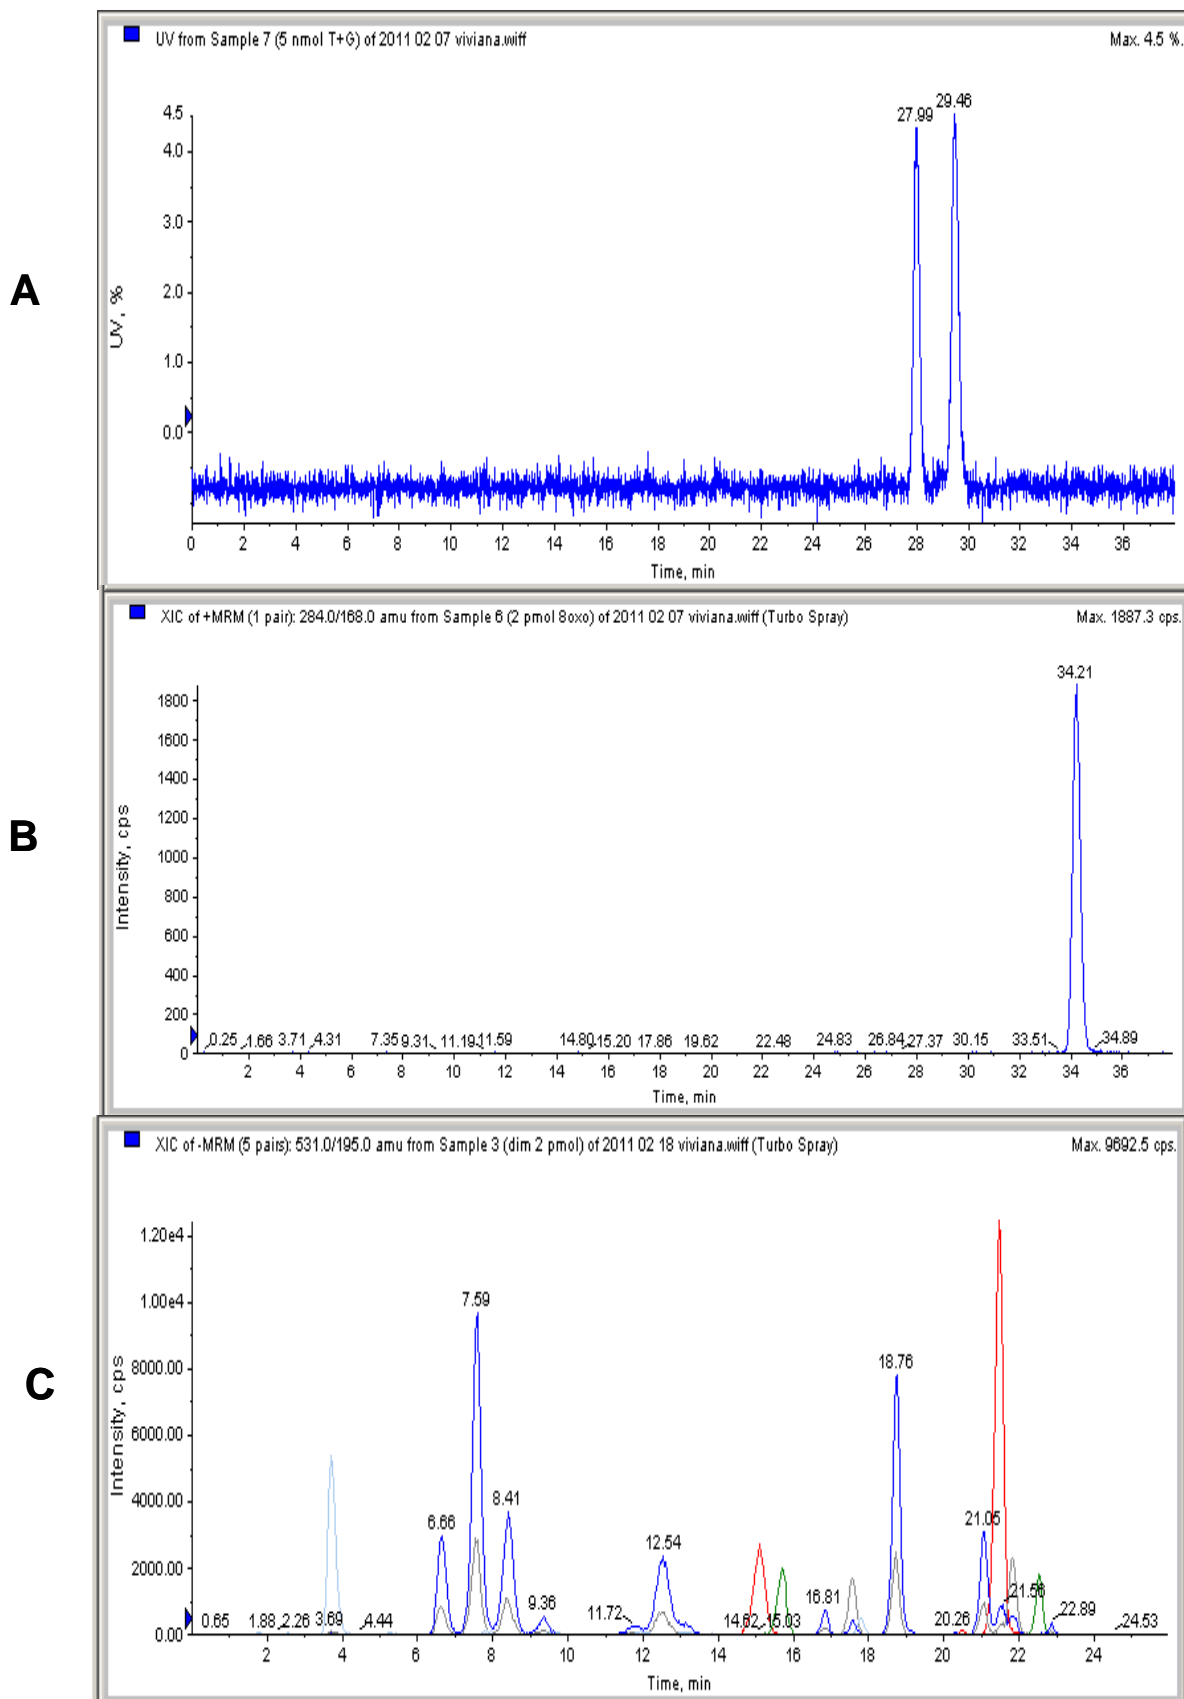 UV from Sample 7 (5 nmol T+G) of 2011 02 07 viviana.wiff Max. 4.5 %.
29.46
27.99
4.5
4.0
3.0
2.0
1.0
0.0
UV, %
A
0 2 4 6 8 10 12 14 16 18 20 22 24 26 28 30 32 34 36
Time, min
XIC of +MRM (1 pair): 284.0/168.0 amu from Sample 6 (2 pmol 8oxo) of 2011 02 07 viviana.wiff (Turbo Spray) Max. 1887.3 cps.
34.21
1800
1600
1400
1200
1000
800
600
400
200
0
Intensity, cps
B
0.25 1.66 3.71 4.31 7.35 9.31 11.19 11.59 14.80 15.20 17.86 19.62 22.48 24.83 26.84 27.37 30.15 33.51 34.89
2 4 6 8 10 12 14 16 18 20 22 24 26 28 30 32 34 36
Time, min
XIC of -MRM (5 pairs): 531.0/195.0 amu from Sample 3 (dim 2 pmol) of 2011 02 18 viviana.wiff (Turbo Spray) Max. 9692.5 cps.
1.20e4
1.00e4
8000.00
6000.00
4000.00
2000.00
0.00
Intensity, cps
C
7.59
18.76
8.41
6.66
21.05
12.54
9.36
16.81
21.56
11.72
0.65 1.88 2.26 3.69 4.44 14.62 15.03 20.26 22.89 24.53
2 4 6 8 10 12 14 16 18 20 22 24
Time, min